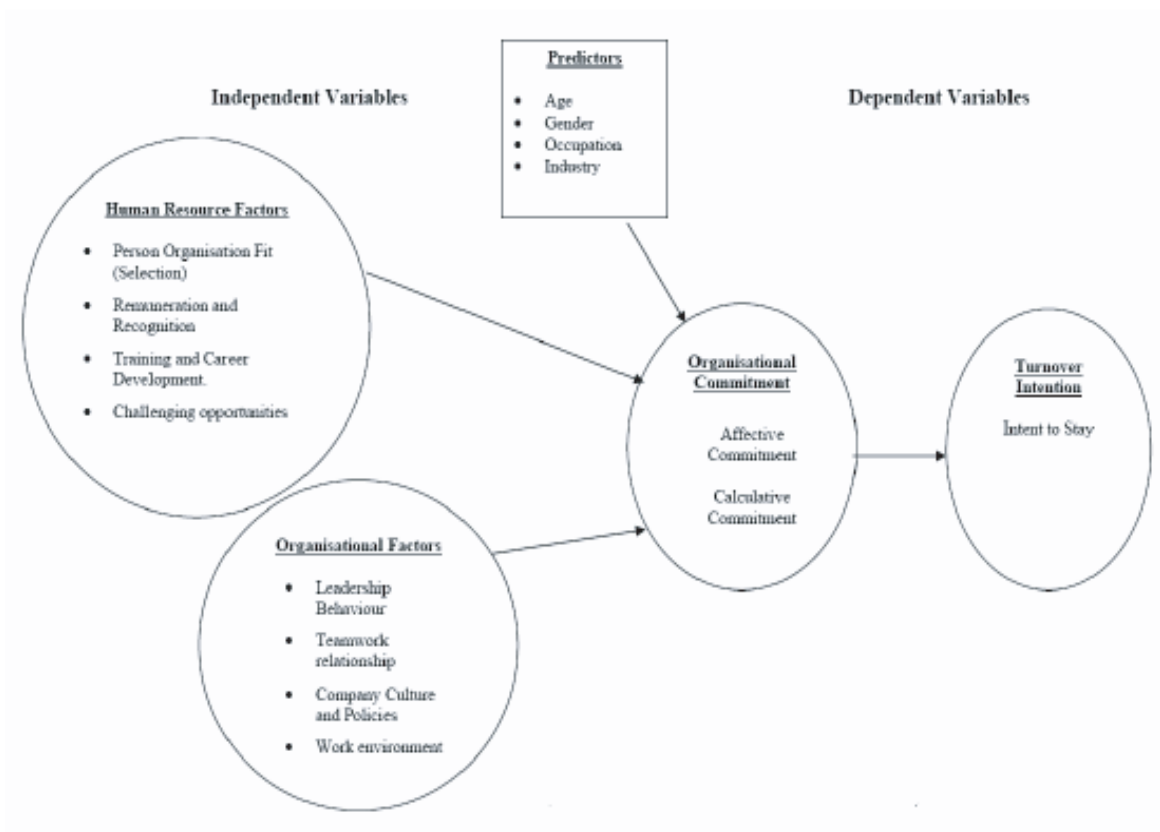 Predictors
• Age
• Gender
• Occupation
• Industry
Independent Variables
Dependent Variables
Human Resource Factors
• Person Organisation Fit
(Selection)
• Remuneration and
Recognition
• Training and Career
Development.
• Challenging opportunities
Organisational Factors
• Leadership
Behaviour
• Teamwork
relationship
• Company Culture
and Policies
• Work environment
Organisational
Commitment
Affective
Commitment
Calculative
Commitment
Turnover
Intention
Intent to Stay